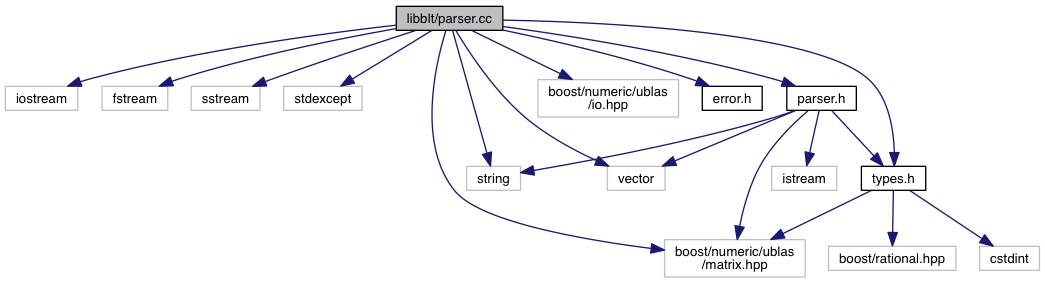 libblt/parser.cc
iostream
fstream
sstream
stdexcept
boost/numeric/ublas
/io.hpp
error.h
parser.h
string
vector
istream
types.h
boost/numeric/ublas
/matrix.hpp
boost/rational.hpp
cstdint